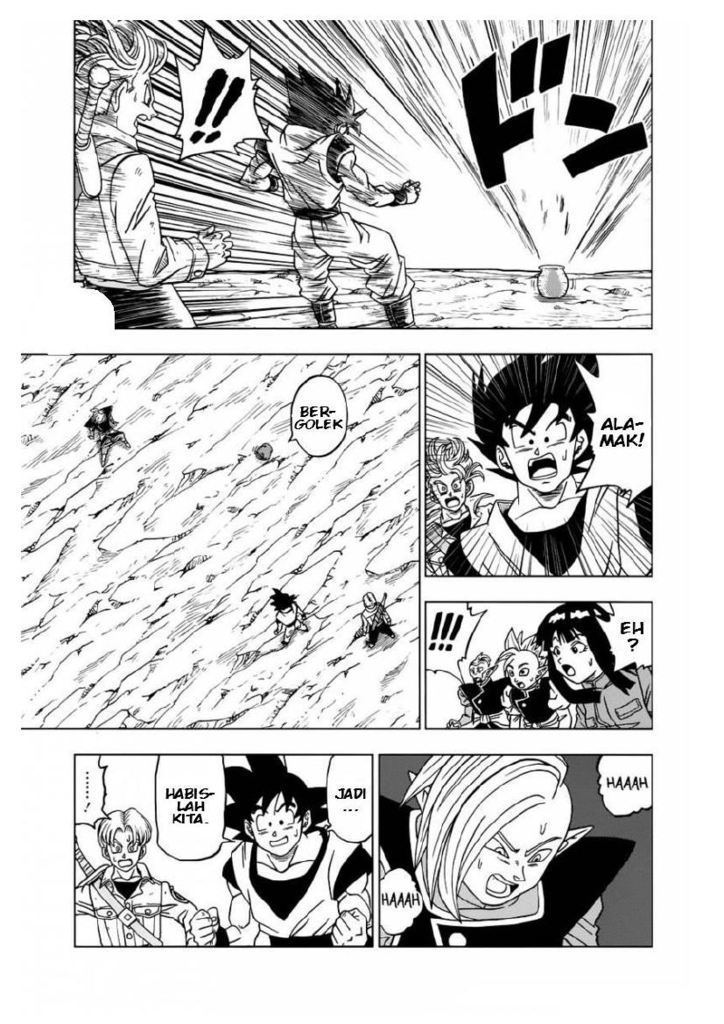 ドン
!!!
ALA-
MAK!
EH
?
!!!
BER-
GOLEK
HAAAH
HAAAH
JADI
...
HABIS-
LAH
KITA.
......!